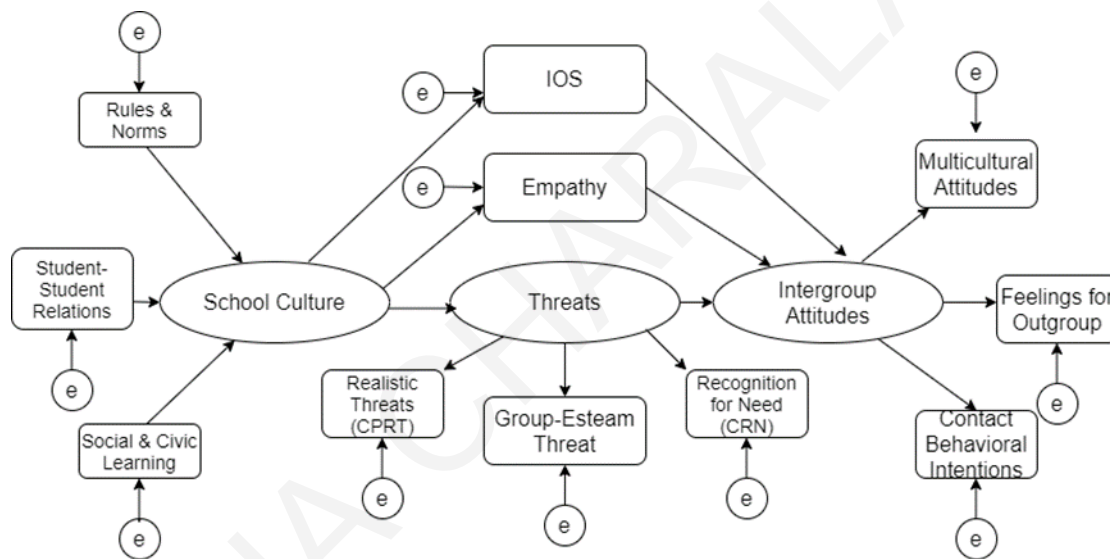 e
Rules &
Norms
e
IOS
e
Empathy
e
Multicultural
Attitudes
Student-
Student
Relations
e
School Culture
Threats
Intergroup
Attitudes
Feelings for
Outgroup
e
Realistic
Threats
(CPRT)
e
Group-Esteam
Threat
e
Recognition
for Need
(CRN)
e
Social & Civic
Learning
e
Contact
Behavioral
Intentions
e